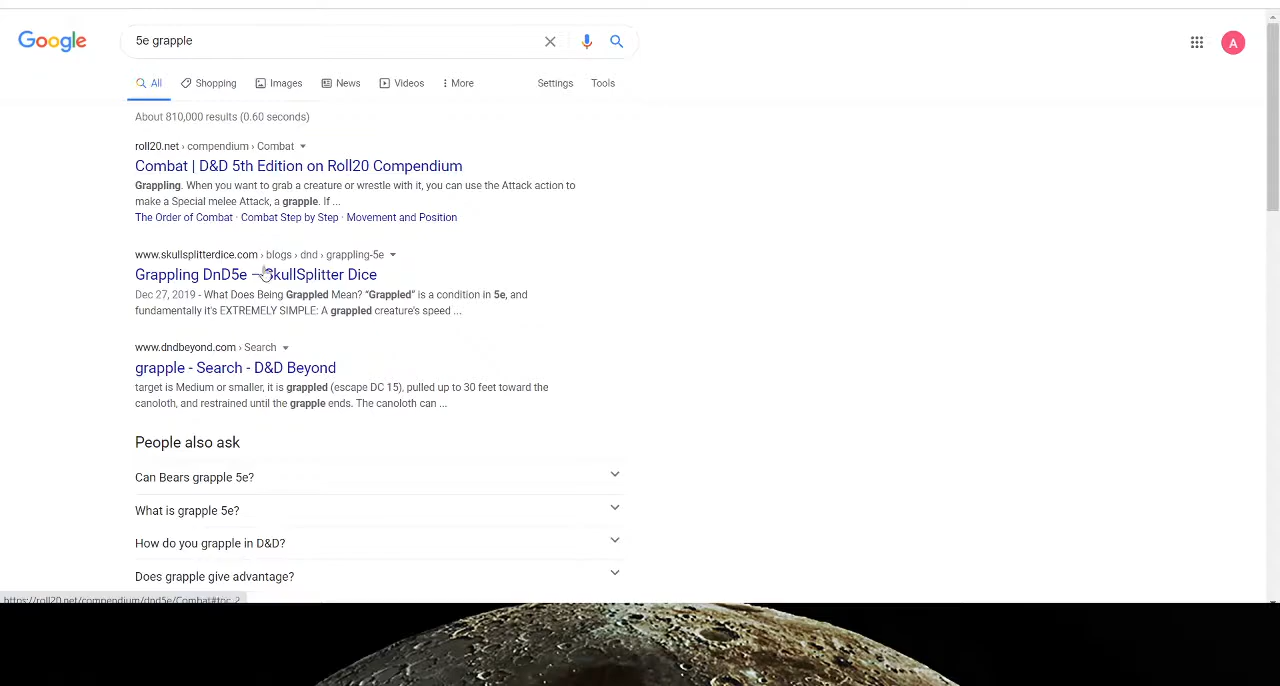 Google
5e grapple
A
All Shopping Images News Videos More Settings Tools
About 810,000 results (0.60 seconds)
roll20.net › compendium › Combat
Combat | D&D 5th Edition on Roll20 Compendium
Grappling. When you want to grab a creature or wrestle with it, you can use the Attack action to
make a Special melee Attack, a grapple. If ...
The Order of Combat · Combat Step by Step · Movement and Position
www.skullsplitterdice.com › blogs › dnd › grappling-5e
Grappling DnD5e – SkullSplitter Dice
Dec 27, 2019 - What Does Being Grappled Mean? “Grappled” is a condition in 5e, and
fundamentally it's EXTREMELY SIMPLE: A grappled creature's speed ...
www.dndbeyond.com › Search
grapple - Search - D&D Beyond
target is Medium or smaller, it is grappled (escape DC 15), pulled up to 30 feet toward the
canoloth, and restrained until the grapple ends. The canoloth can ...
People also ask
Can Bears grapple 5e?
What is grapple 5e?
How do you grapple in D&D?
Does grapple give advantage?
https://roll20.net/compendium/dnd5e/Combat#toc_2